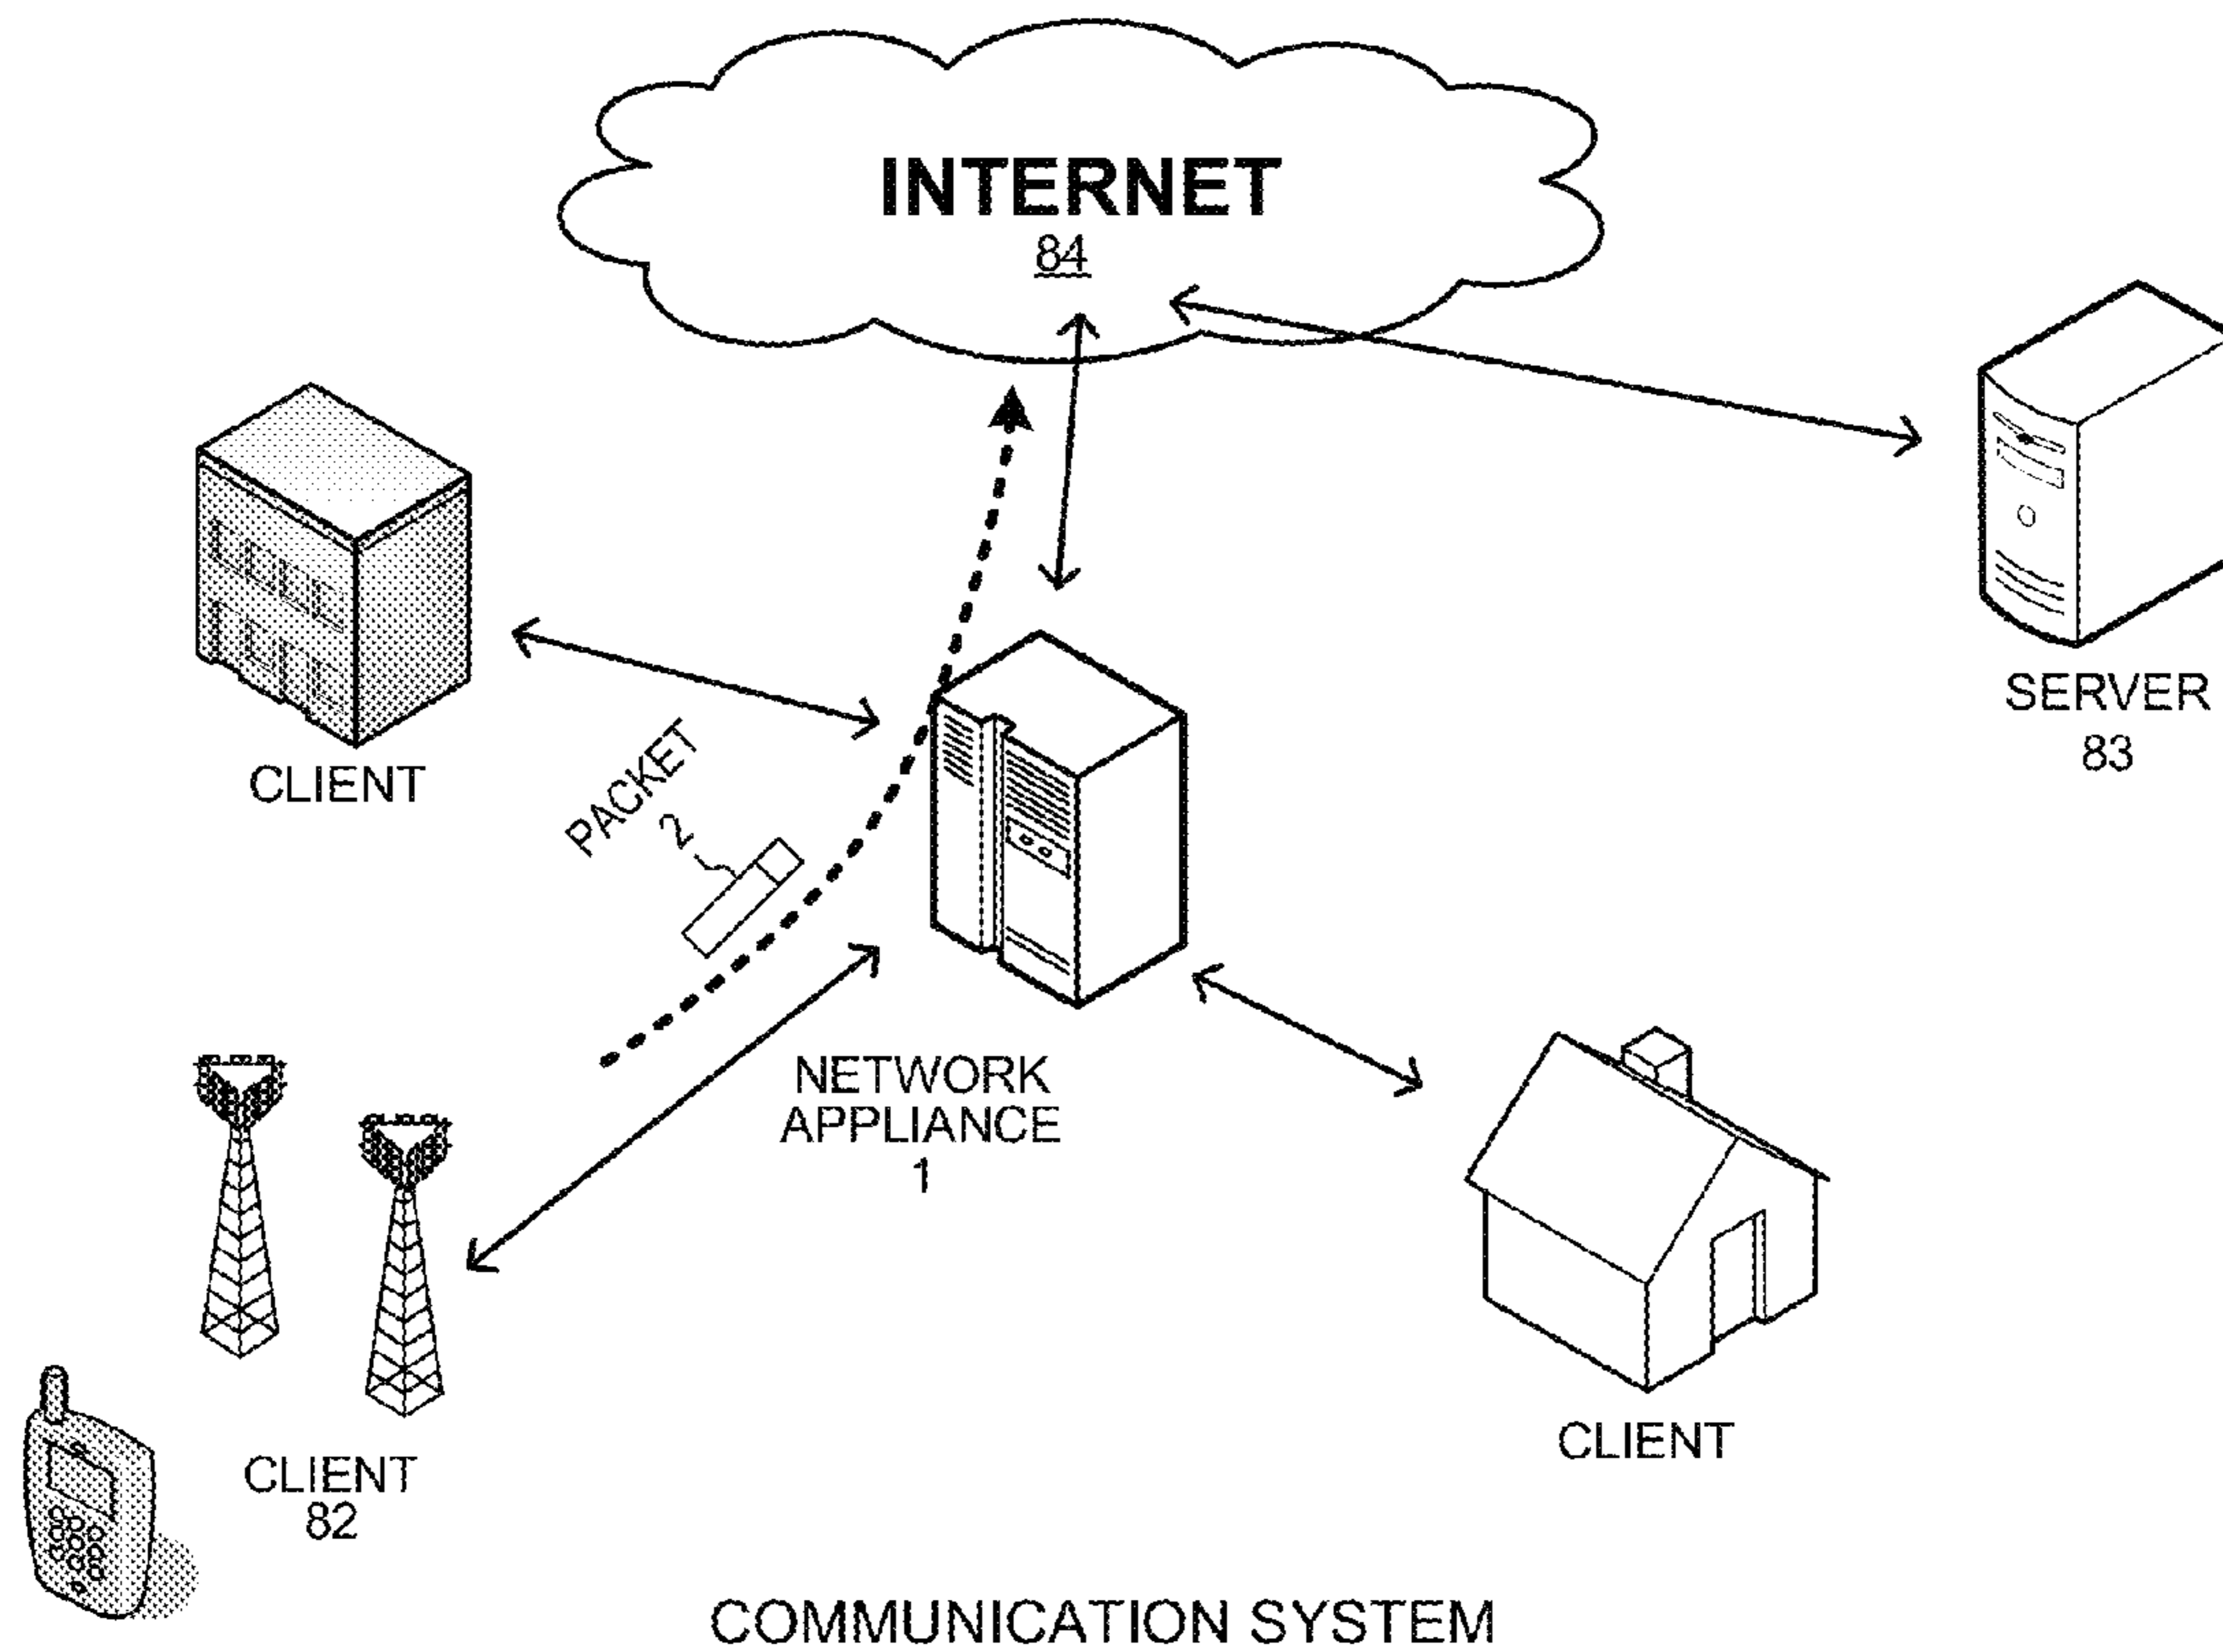 INTERNET
84
SERVER
83
CLIENT
PACKET
2
NETWORK
APPLIANCE
1
CLIENT
82
CLIENT
COMMUNICATION SYSTEM